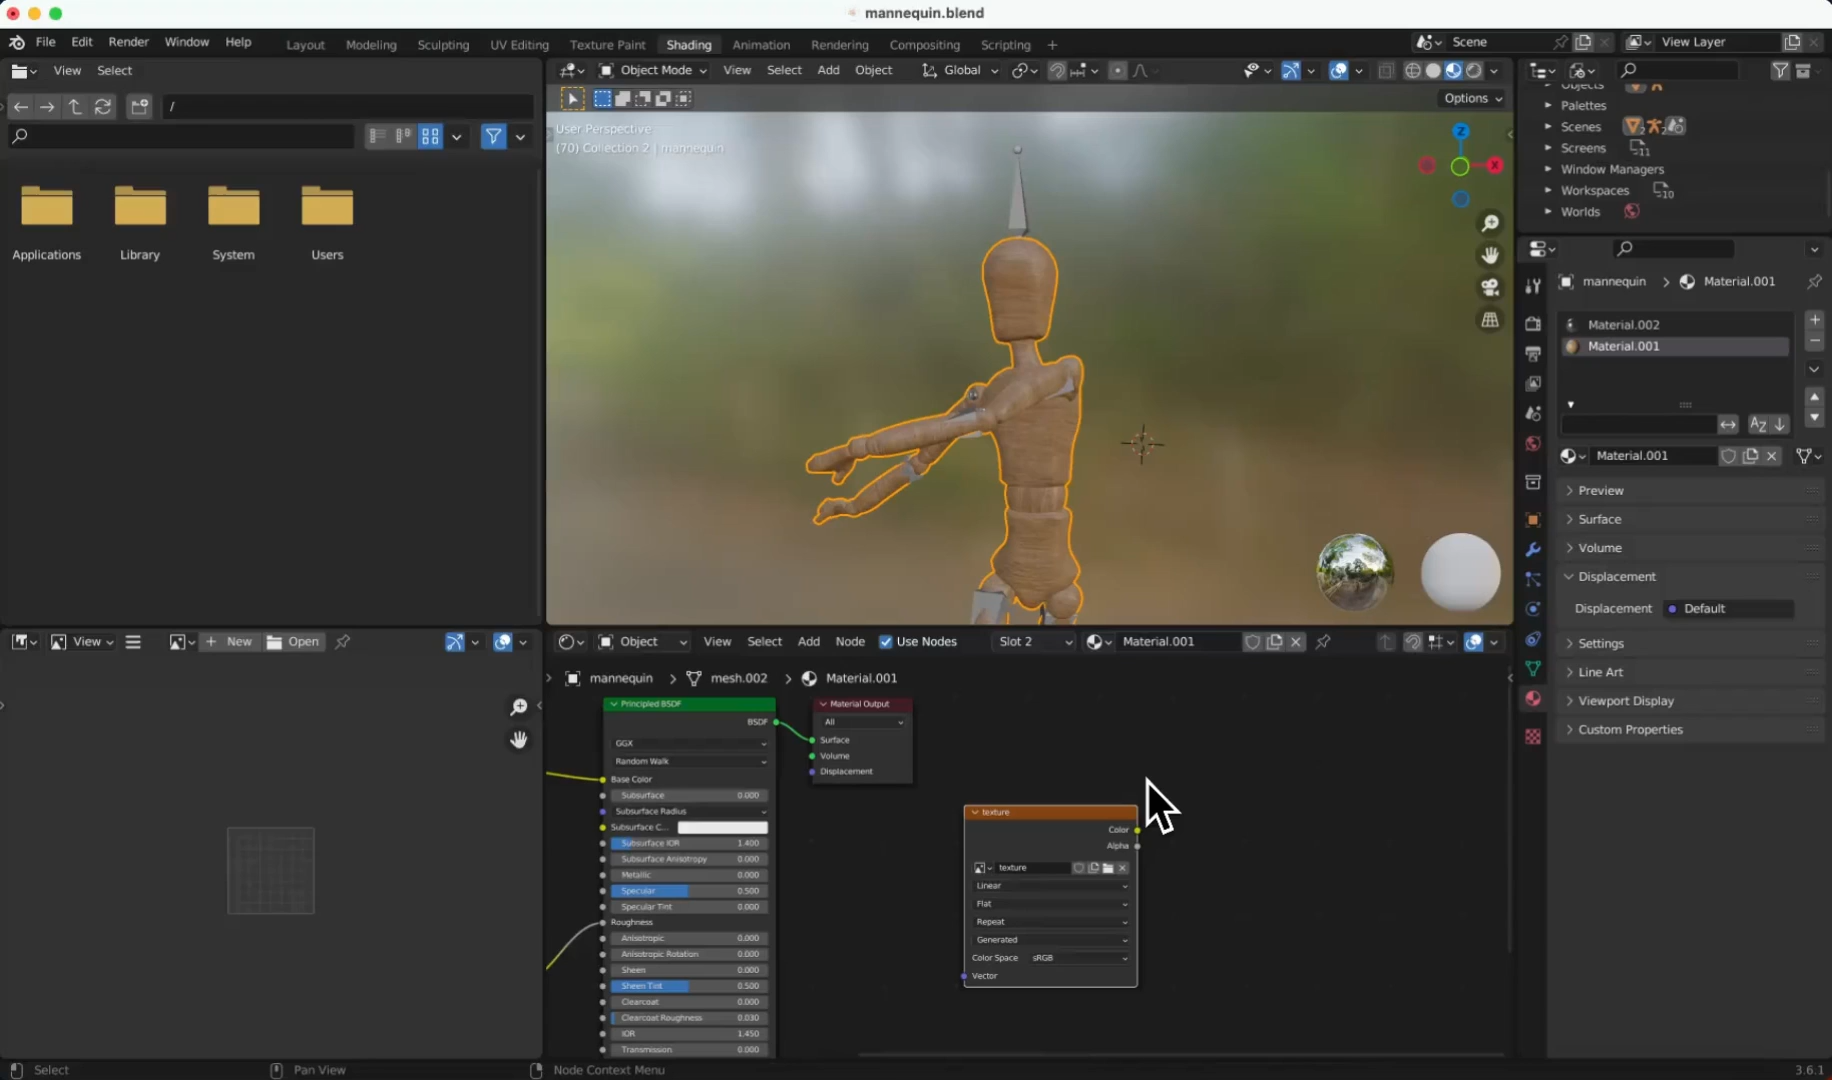 mannequin.blend
File Edit Render Window Help
Layout Modeling Sculpting UV Editing Texture Paint Shading Animation Rendering Compositing Scripting +
Scene
View Layer
View Select
/
Applications Library System Users
Object Mode View Select Add Object Global
Options
User Perspective
(70) Collection 2 | mannequin
Z
X
Objects
Palettes
Scenes 2 2
Screens 11
Window Managers
Workspaces 10
Worlds
mannequin > Material.001
Material.002
Material.001
Material.001
Preview
Surface
Volume
Displacement
Displacement Default
Settings
Line Art
Viewport Display
Custom Properties
View + New Open
Object View Select Add Node Use Nodes Slot 2 Material.001
mannequin > mesh.002 > Material.001
Principled BSDF
BSDF
GGX
Random Walk
Base Color
Subsurface 0.000
Subsurface Radius
Subsurface C...
Subsurface IOR 1.400
Subsurface Anisotropy 0.000
Metallic 0.000
Specular 0.500
Specular Tint 0.000
Roughness
Anisotropic 0.000
Anisotropic Rotation 0.000
Sheen 0.000
Sheen Tint 0.500
Clearcoat 0.000
Clearcoat Roughness 0.030
IOR 1.450
Transmission 0.000
Material Output
All
Surface
Volume
Displacement
texture
Color
Alpha
texture
Linear
Flat
Repeat
Generated
Color Space sRGB
Vector
Select Pan View Node Context Menu 3.6.1